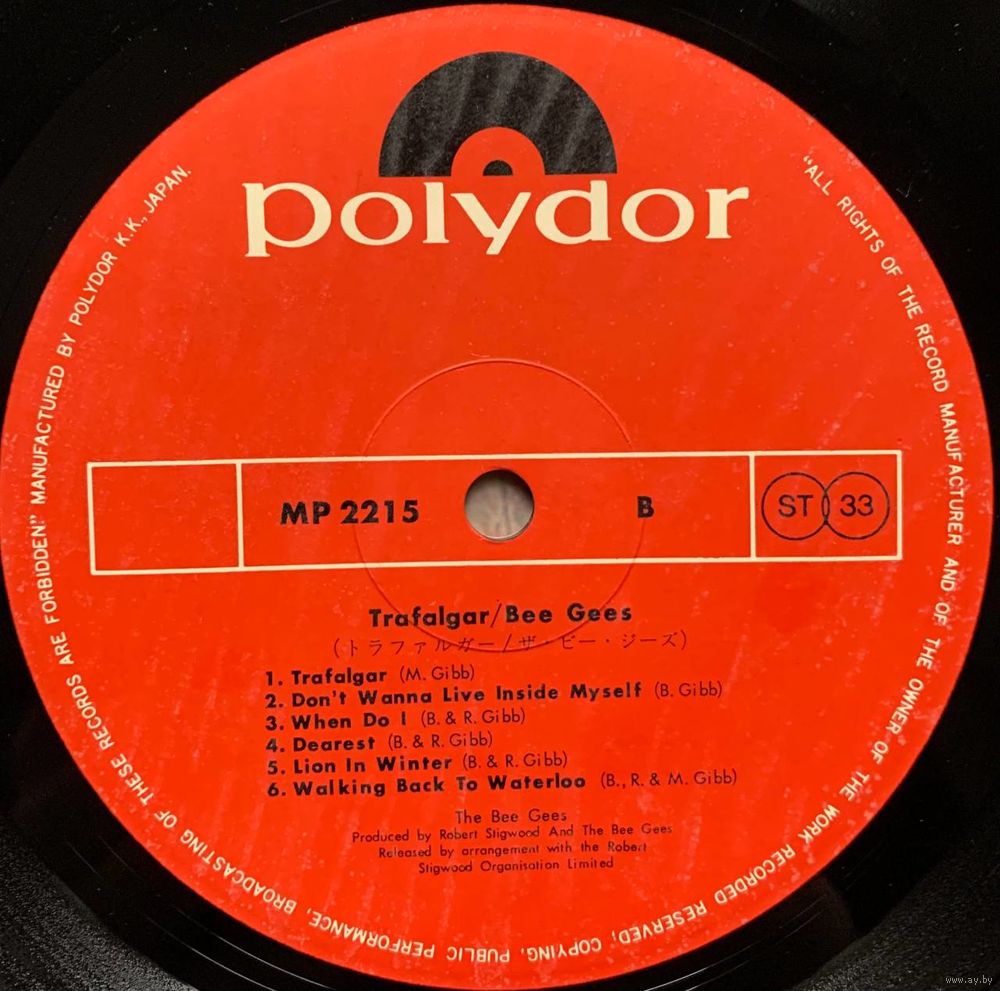 polydor
"ALL RIGHTS OF THE RECORD MANUFACTURER AND OF THE OWNER OF THE WORK RECORDED RESERVED; COPYING, PUBLIC PERFORMANCE, BROADCASTING OF THESE RECORDS ARE FORBIDDEN" MANUFACTURED BY POLYDOR K.K., JAPAN.
MP 2215 B ST 33
Trafalgar/Bee Gees
(トラファルガー/ザ・ビー・ジーズ)
1. Trafalgar (M. Gibb)
2. Don't Wanna Live Inside Myself (B. Gibb)
3. When Do I (B. & R. Gibb)
4. Dearest (B. & R. Gibb)
5. Lion In Winter (B. & R. Gibb)
6. Walking Back To Waterloo (B., R. & M. Gibb)
The Bee Gees
Produced by Robert Stigwood And The Bee Gees
Released by arrangement with the Robert
Stigwood Organisation Limited
www.ay.by